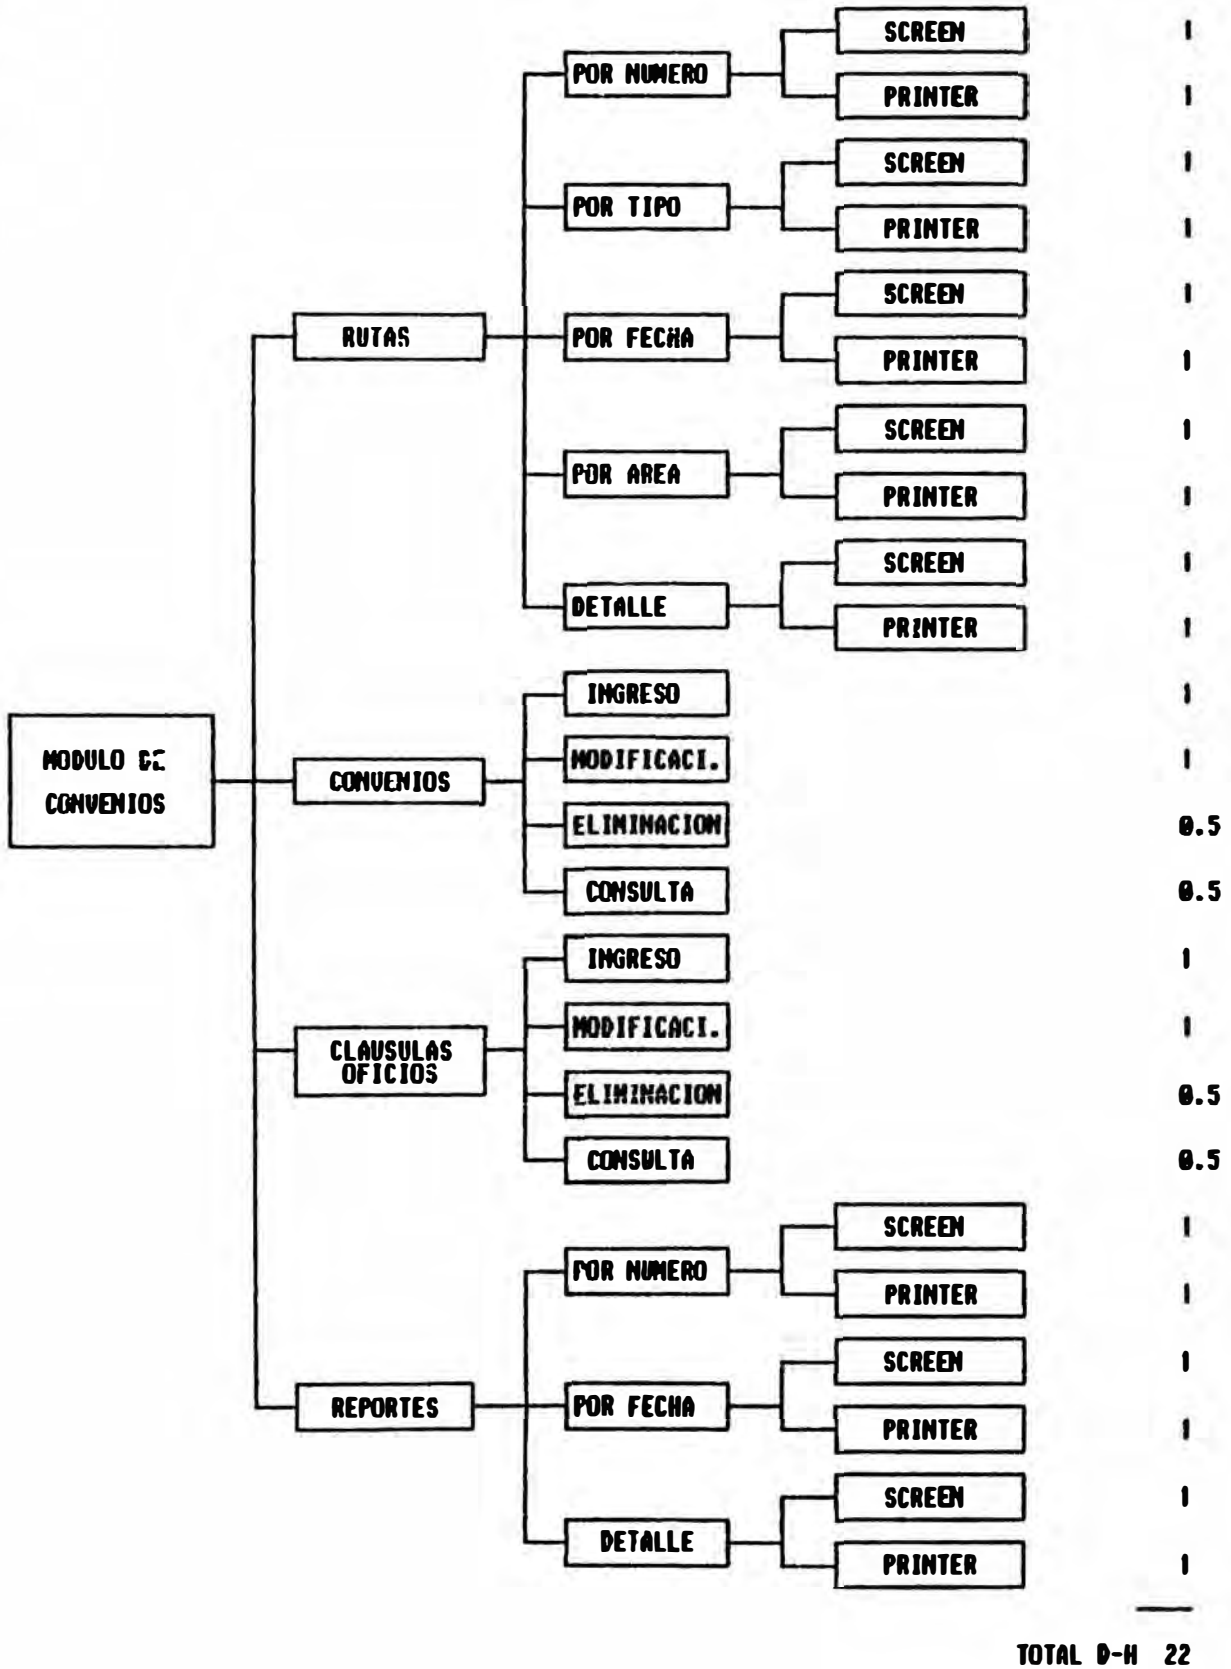 SCREEN 1
POR NUMERO
PRINTER 1
SCREEN 1
POR TIPO
PRINTER 1
SCREEN 1
RUTAS POR FECHA
PRINTER 1
SCREEN 1
POR AREA
PRINTER 1
SCREEN 1
DETALLE
PRINTER 1
INGRESO 1
MODULO DE
CONVENIOS
MODIFICACI. 1
CONVENIOS
ELIMINACION 0.5
CONSULTA 0.5
INGRESO 1
MODIFICACI. 1
CLAUSULAS
OFICIOS
ELIMINACION 0.5
CONSULTA 0.5
SCREEN 1
POR NUMERO
PRINTER 1
SCREEN 1
REPORTES POR FECHA
PRINTER 1
SCREEN 1
DETALLE
PRINTER 1
TOTAL D-H 22